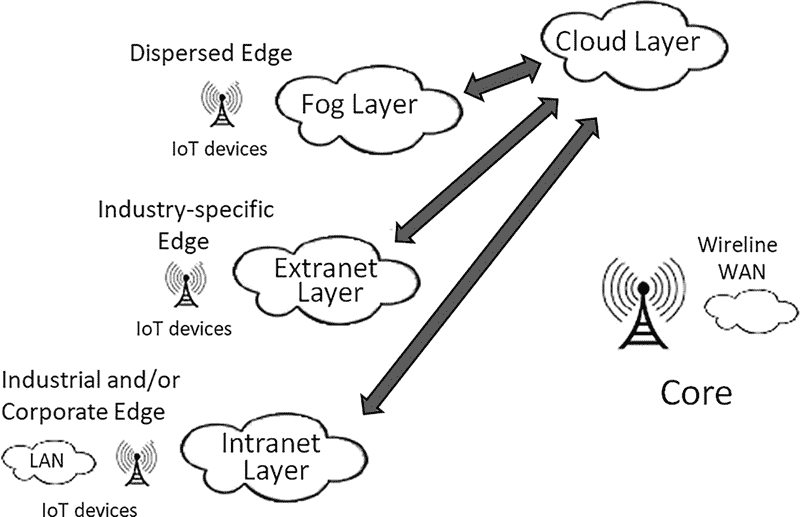 Cloud Layer
Dispersed Edge
Fog Layer
IoT devices
Industry-specific
Edge
Extranet
Layer
IoT devices
Wireline
WAN
Core
Industrial and/or
Corporate Edge
LAN
Intranet
Layer
IoT devices